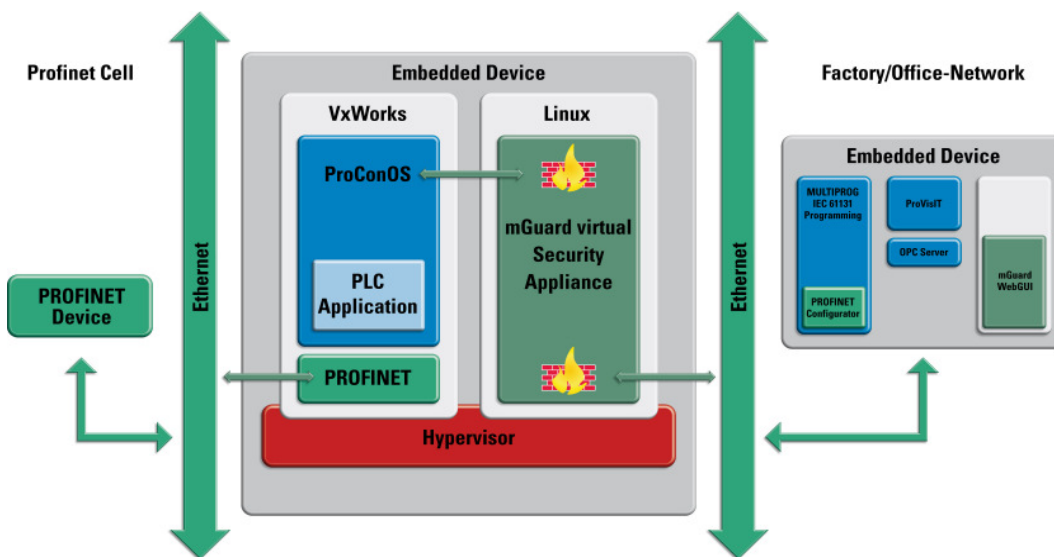 Profinet Cell
Embedded Device
Factory/Office-Network
VxWorks
Linux
ProConOS
mGuard virtual
Security
Appliance
PLC
Application
PROFINET
Hypervisor
Ethernet
Ethernet
PROFINET
Device
Embedded Device
MULTIPROG
IEC 61131
Programming
PROFINET
Configurator
ProVisIT
OPC Server
mGuard
WebGUI